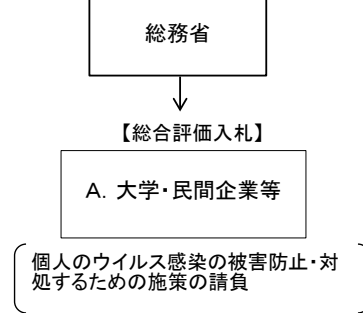 総務省
【総合評価入札】
A. 大学・民間企業等
個人のウイルス感染の被害防止・対
処するための施策の請負